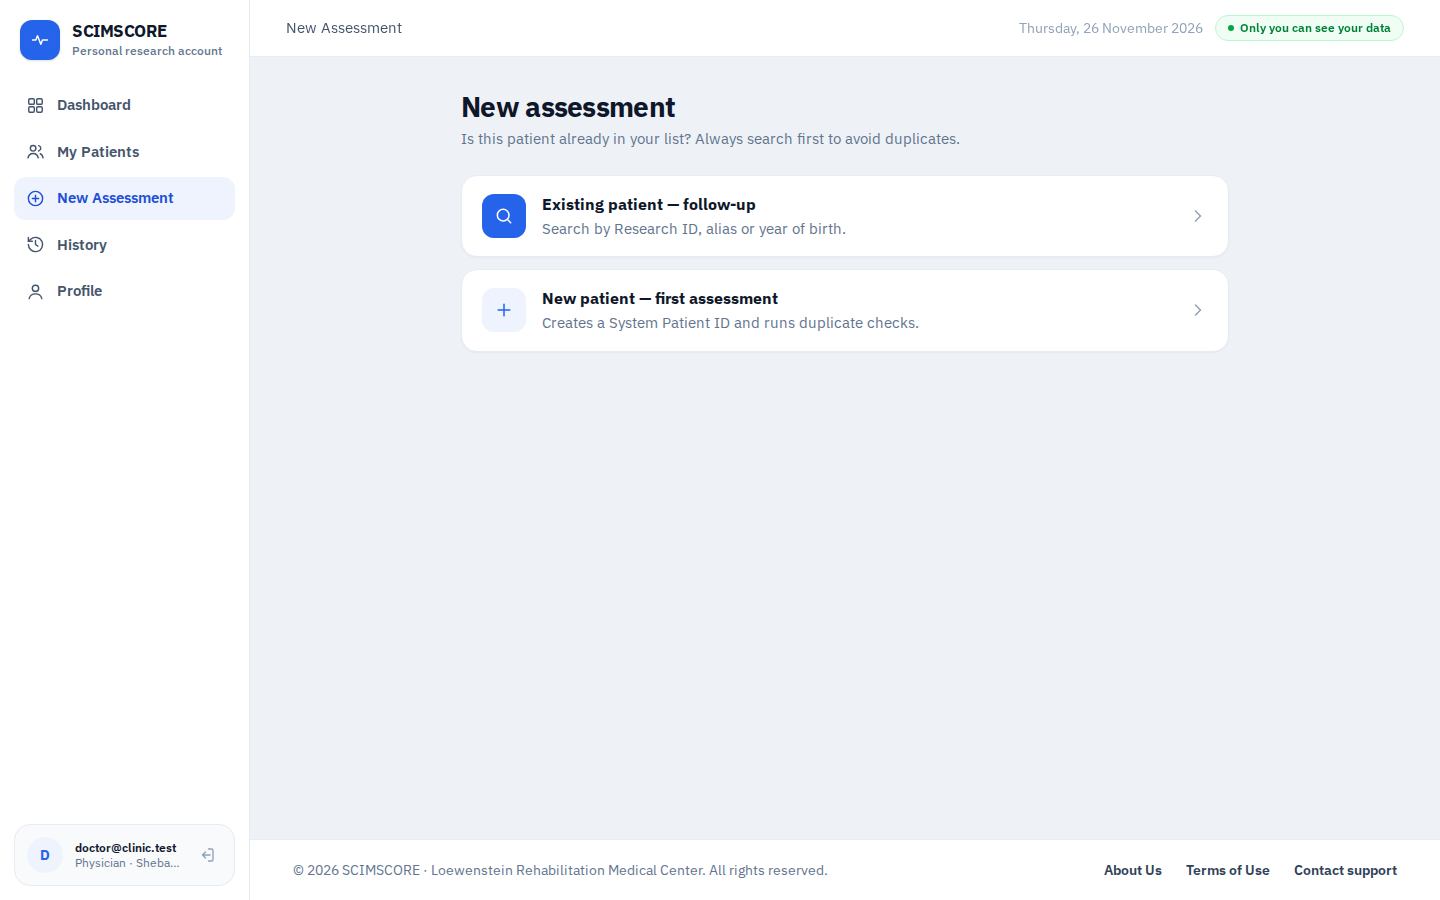 SCIMSCORE
Personal research account
Dashboard
My Patients
New Assessment
History
Profile
doctor@clinic.test
Physician · Sheba...
D
New Assessment
Thursday, 26 November 2026
Only you can see your data
New assessment
Is this patient already in your list? Always search first to avoid duplicates.
Existing patient — follow-up
Search by Research ID, alias or year of birth.
New patient — first assessment
Creates a System Patient ID and runs duplicate checks.
© 2026 SCIMSCORE · Loewenstein Rehabilitation Medical Center. All rights reserved.
About Us
Terms of Use
Contact support